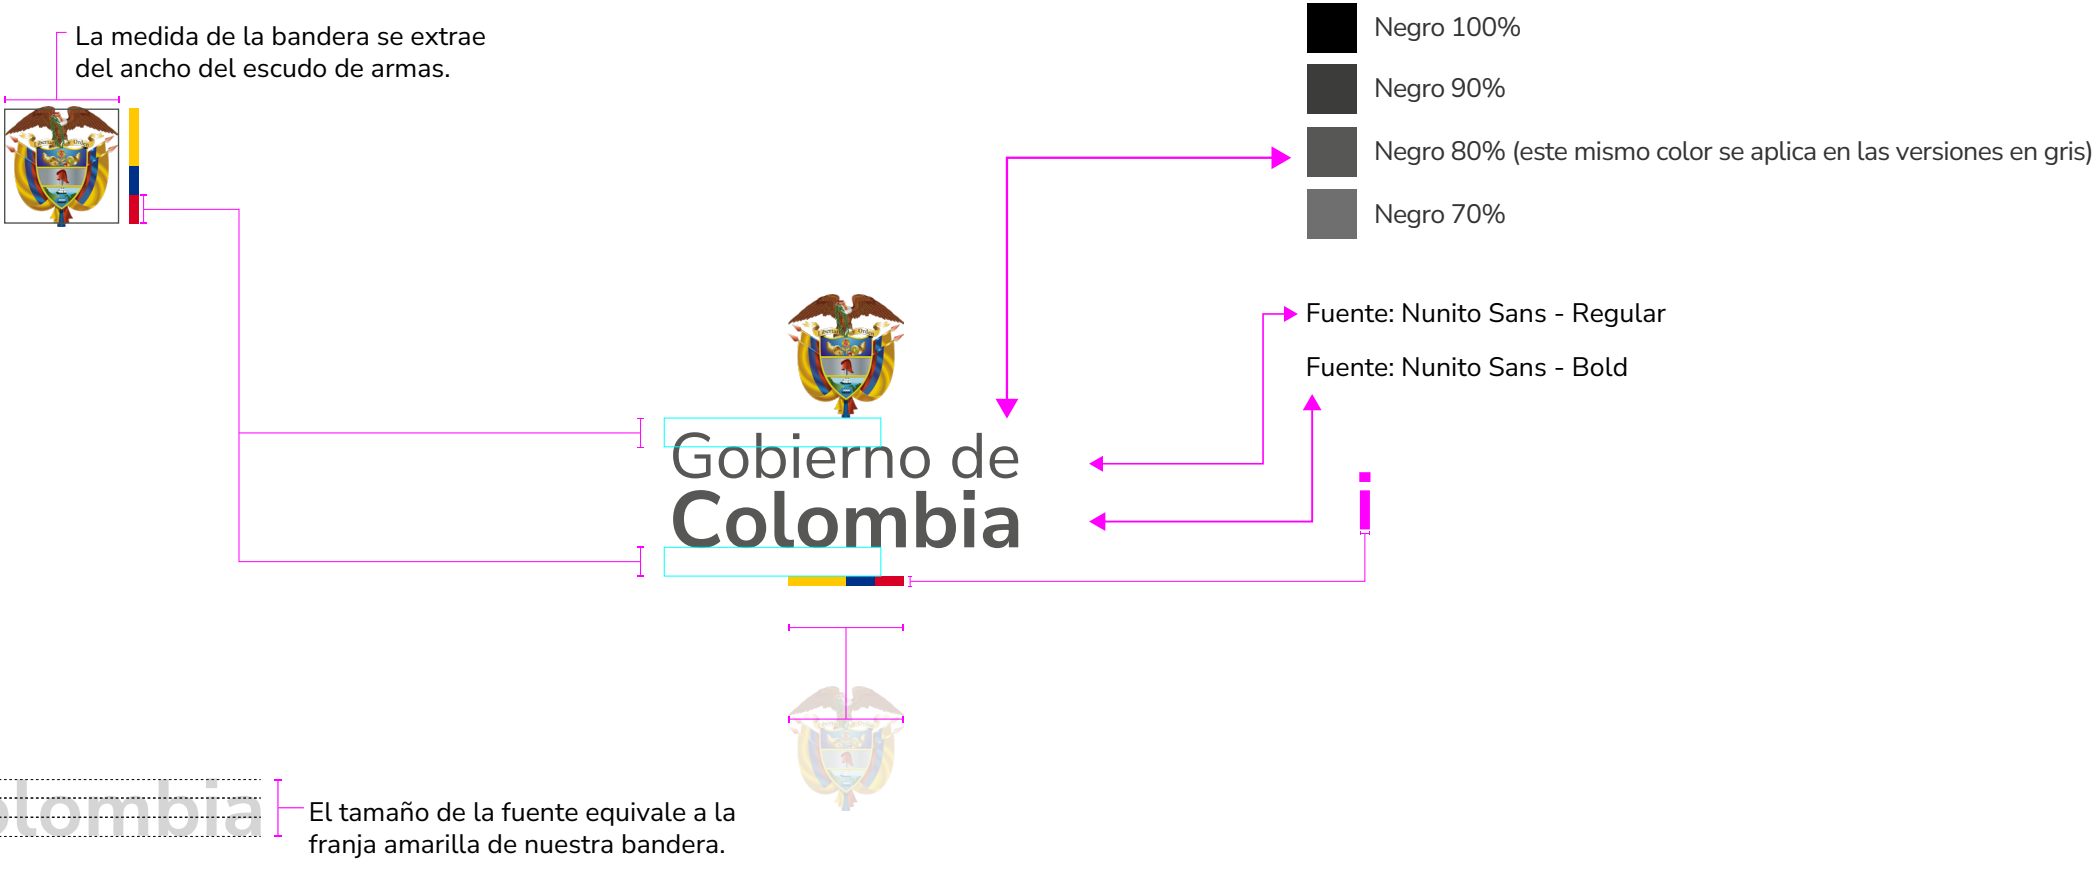 La medida de la bandera se extrae
del ancho del escudo de armas.
Negro 100%
Negro 90%
Negro 80% (este mismo color se aplica en las versiones en gris)
Negro 70%
Fuente: Nunito Sans - Regular
Fuente: Nunito Sans - Bold
Gobierno de
Colombia
i
olombia
El tamaño de la fuente equivale a la
franja amarilla de nuestra bandera.